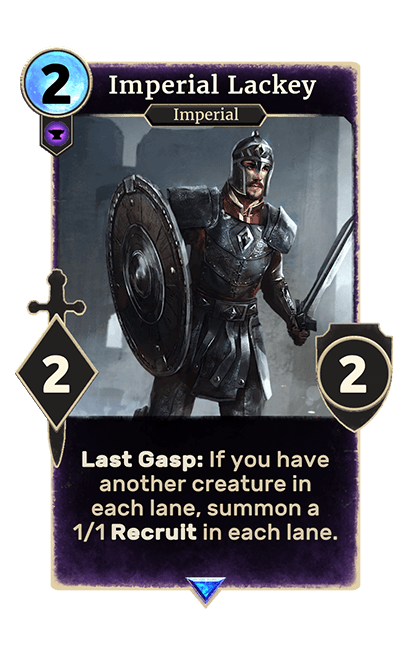 2
Imperial Lackey
Imperial
2
2
Last Gasp: If you have
another creature in
each lane, summon a
1/1 Recruit in each lane.